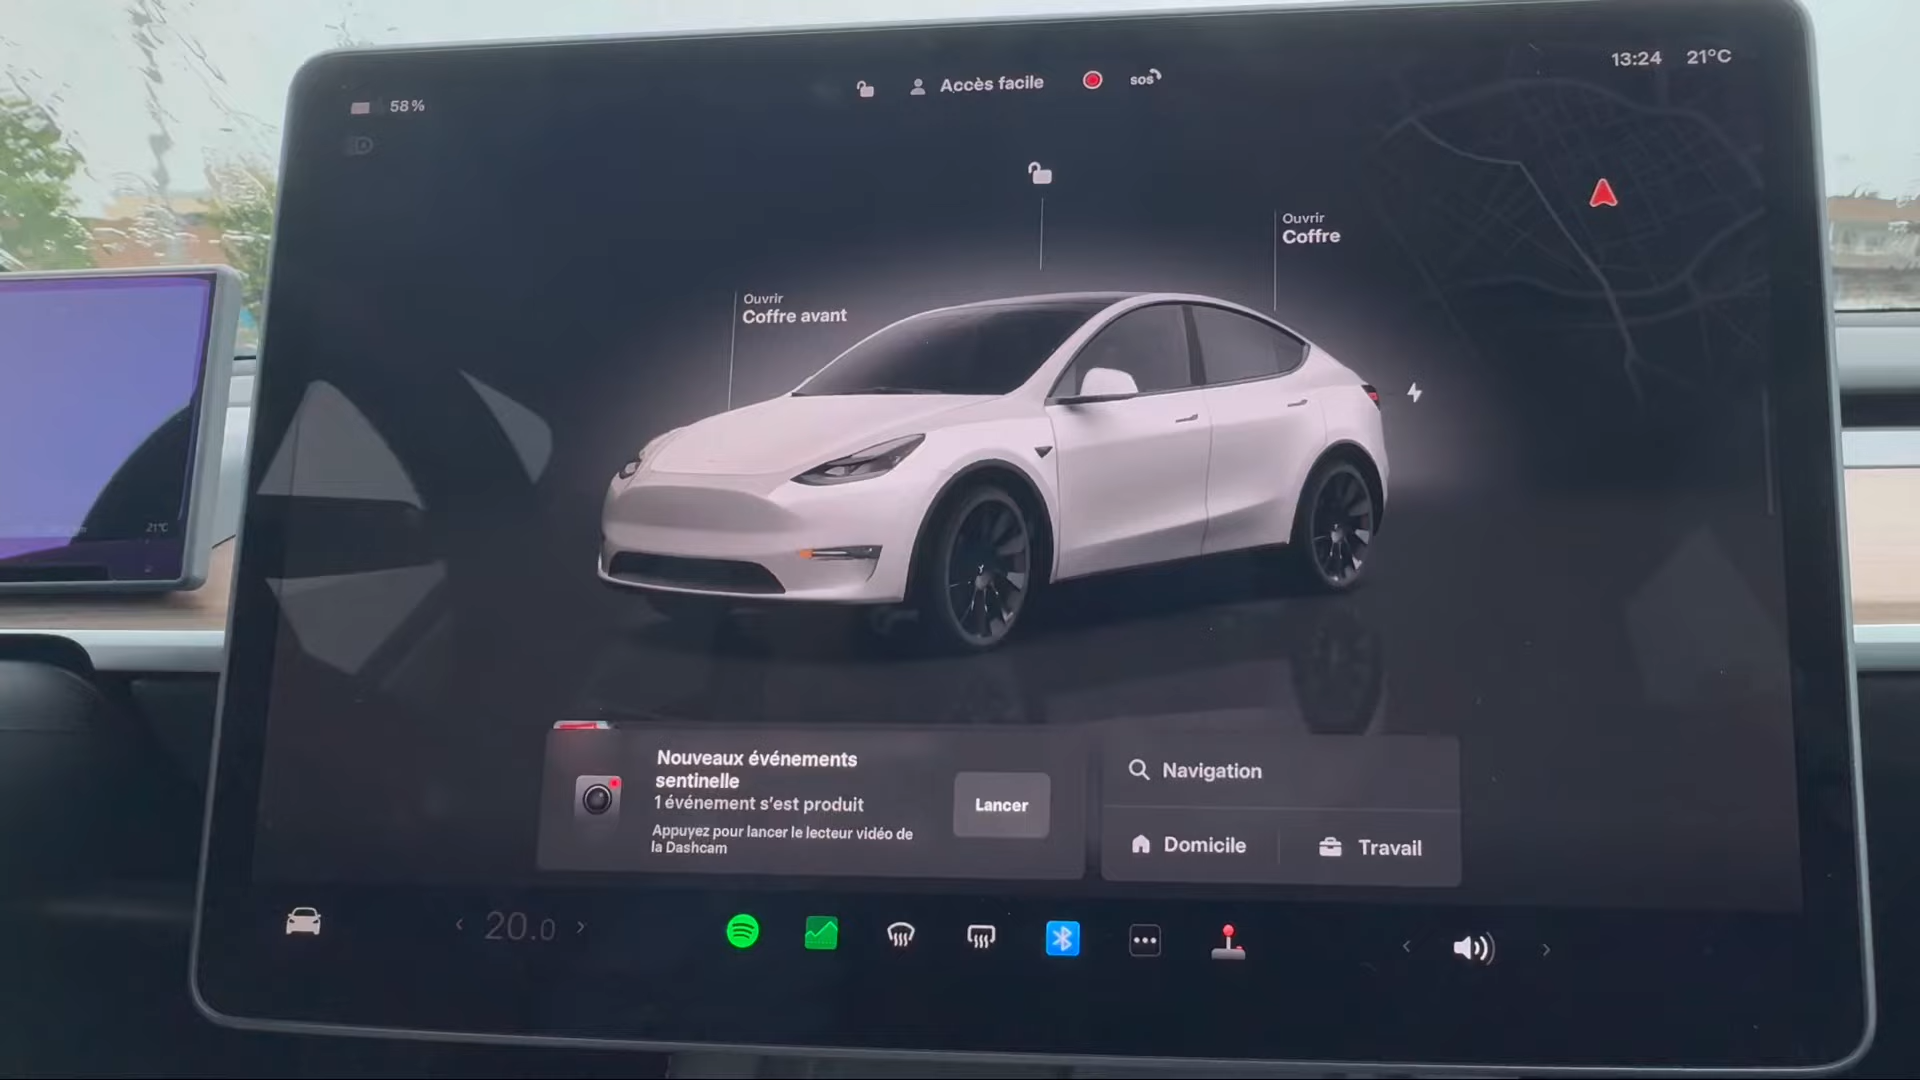 58 %
Accès facile
SOS
13:24 21°C
Ouvrir
Coffre
Ouvrir
Coffre avant
21°C
Nouveaux événements
sentinelle
1 événement s'est produit
Appuyez pour lancer le lecteur vidéo de
la Dashcam
Lancer
Navigation
Domicile
Travail
20.0